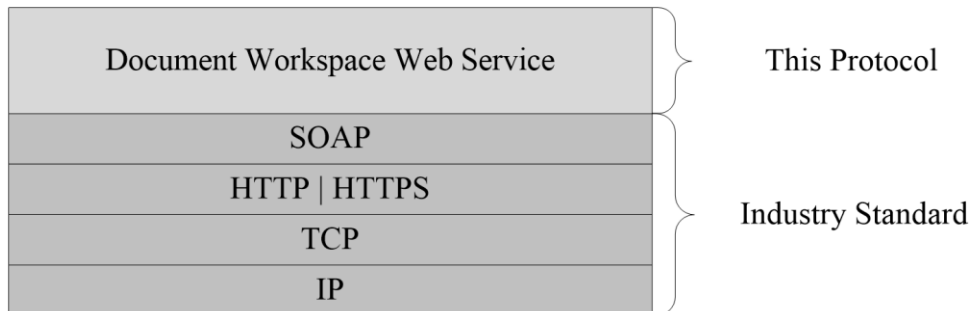 Document Workspace Web Service
This Protocol
SOAP
HTTP | HTTPS
TCP
IP
Industry Standard